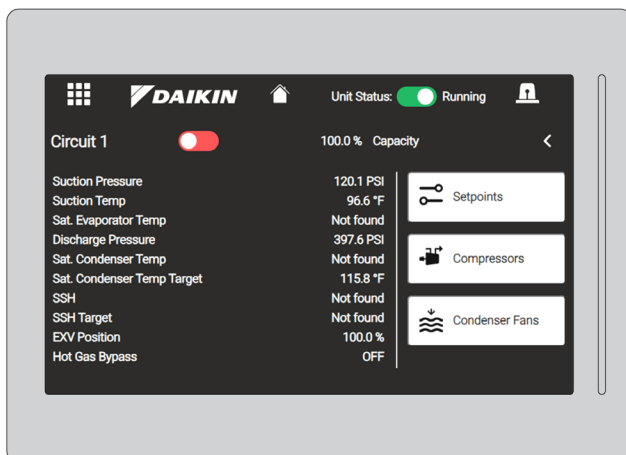 DAIKIN Unit Status: Running
Circuit 1 100.0 % Capacity
Suction Pressure 120.1 PSI
Suction Temp 96.6 °F
Sat. Evaporator Temp Not found
Discharge Pressure 397.6 PSI
Sat. Condenser Temp Not found
Sat. Condenser Temp Target 115.8 °F
SSH Not found
SSH Target Not found
EXV Position 100.0 %
Hot Gas Bypass OFF
Setpoints
Compressors
Condenser Fans